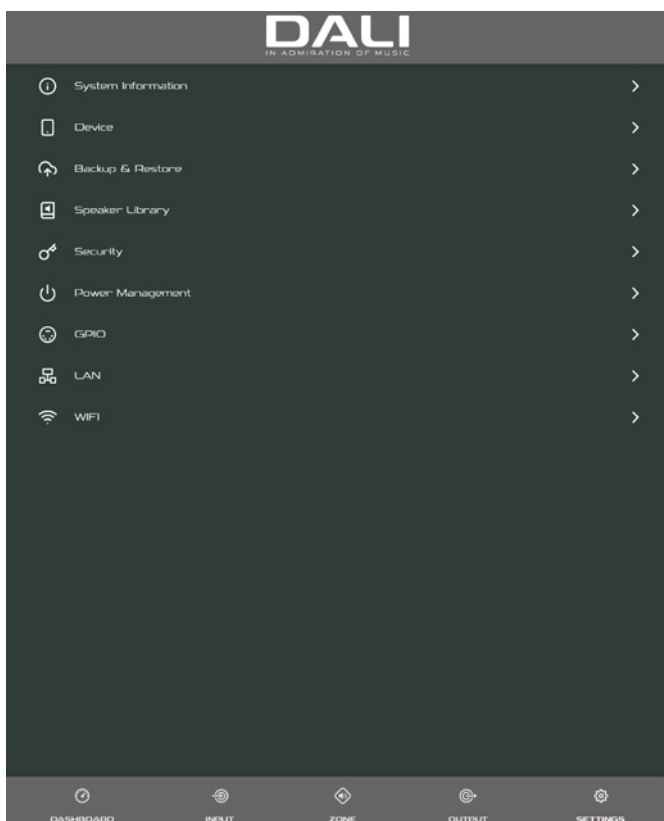 DALI
IN ADMIRATION OF MUSIC
System Information
Device
Backup & Restore
Speaker Library
Security
Power Management
GPIO
LAN
WIFI
DASHBOARD INPUT ZONE OUTPUT SETTINGS